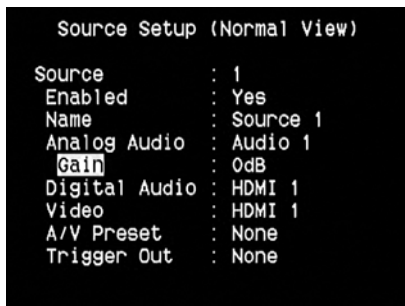 Source Setup (Normal View)
Source : 1
Enabled : Yes
Name : Source 1
Analog Audio : Audio 1
Gain : 0dB
Digital Audio : HDMI 1
Video : HDMI 1
A/V Preset : None
Trigger Out : None